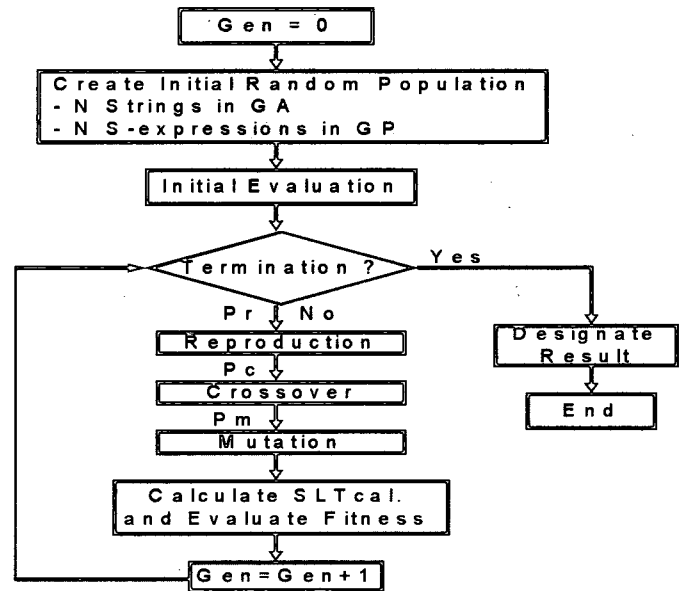 Gen = 0
Create Initial Random Population
- N Strings in GA
- N S-expressions in GP
Initial Evaluation
Termination ?
Yes
Pr No
Reproduction
Designate
Result
Pc
Crossover
End
Pm
Mutation
Calculate SLTcal.
and Evaluate Fitness
Gen=Gen+1